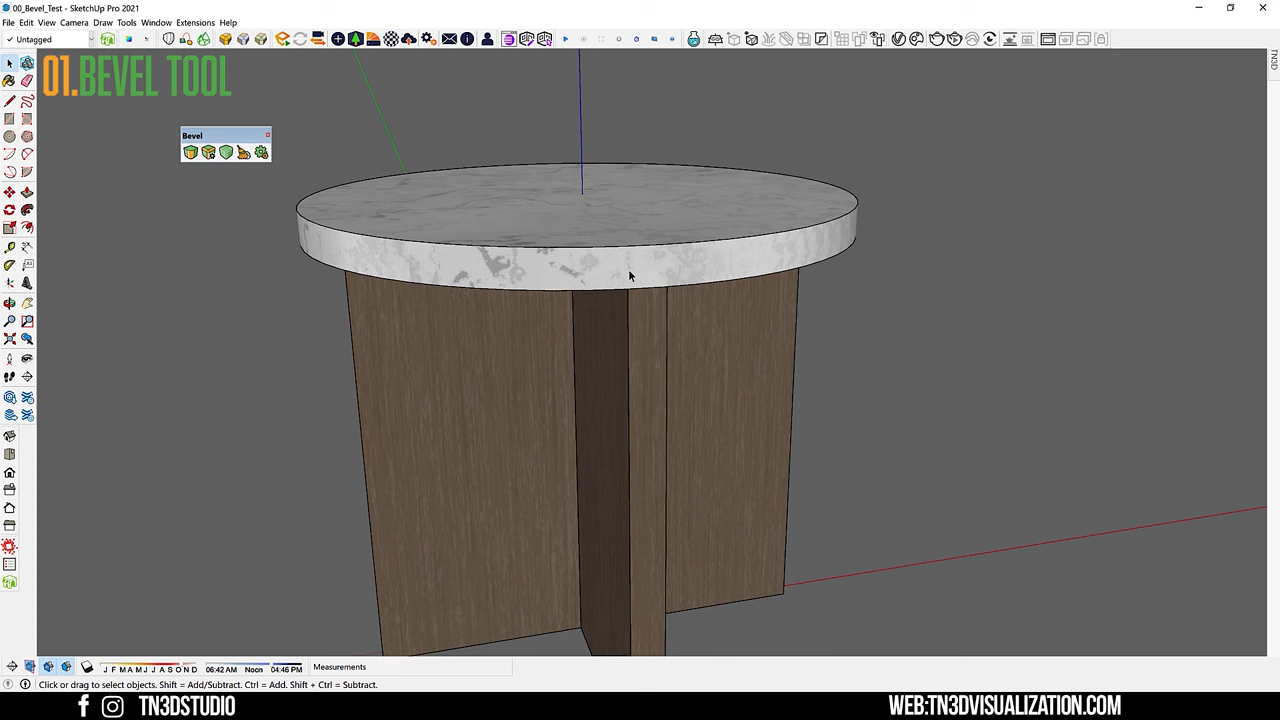 00_Bevel_Test - SketchUp Pro 2021
File Edit View Camera Draw Tools Window Extensions Help
✓ Untagged
01.BEVEL TOOL
TN3D
Bevel
J F M A M J J A S O N D 06:42 AM Noon 04:46 PM Measurements
Click or drag to select objects. Shift = Add/Subtract. Ctrl = Add. Shift + Ctrl = Subtract.
TN3DSTUDIO WEB:TN3DVISUALIZATION.COM